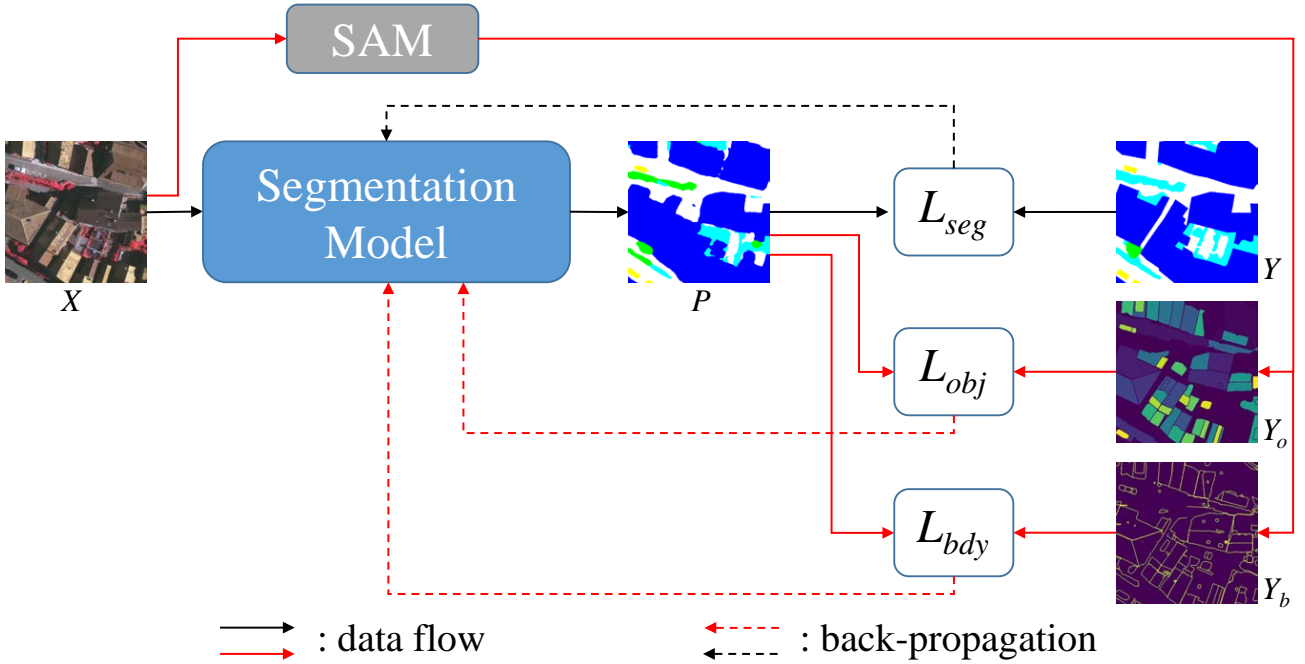 SAM
Segmentation
Model
X
P
L_seg
Y
L_obj
Y_o
L_bdy
Y_b
: data flow
: back-propagation